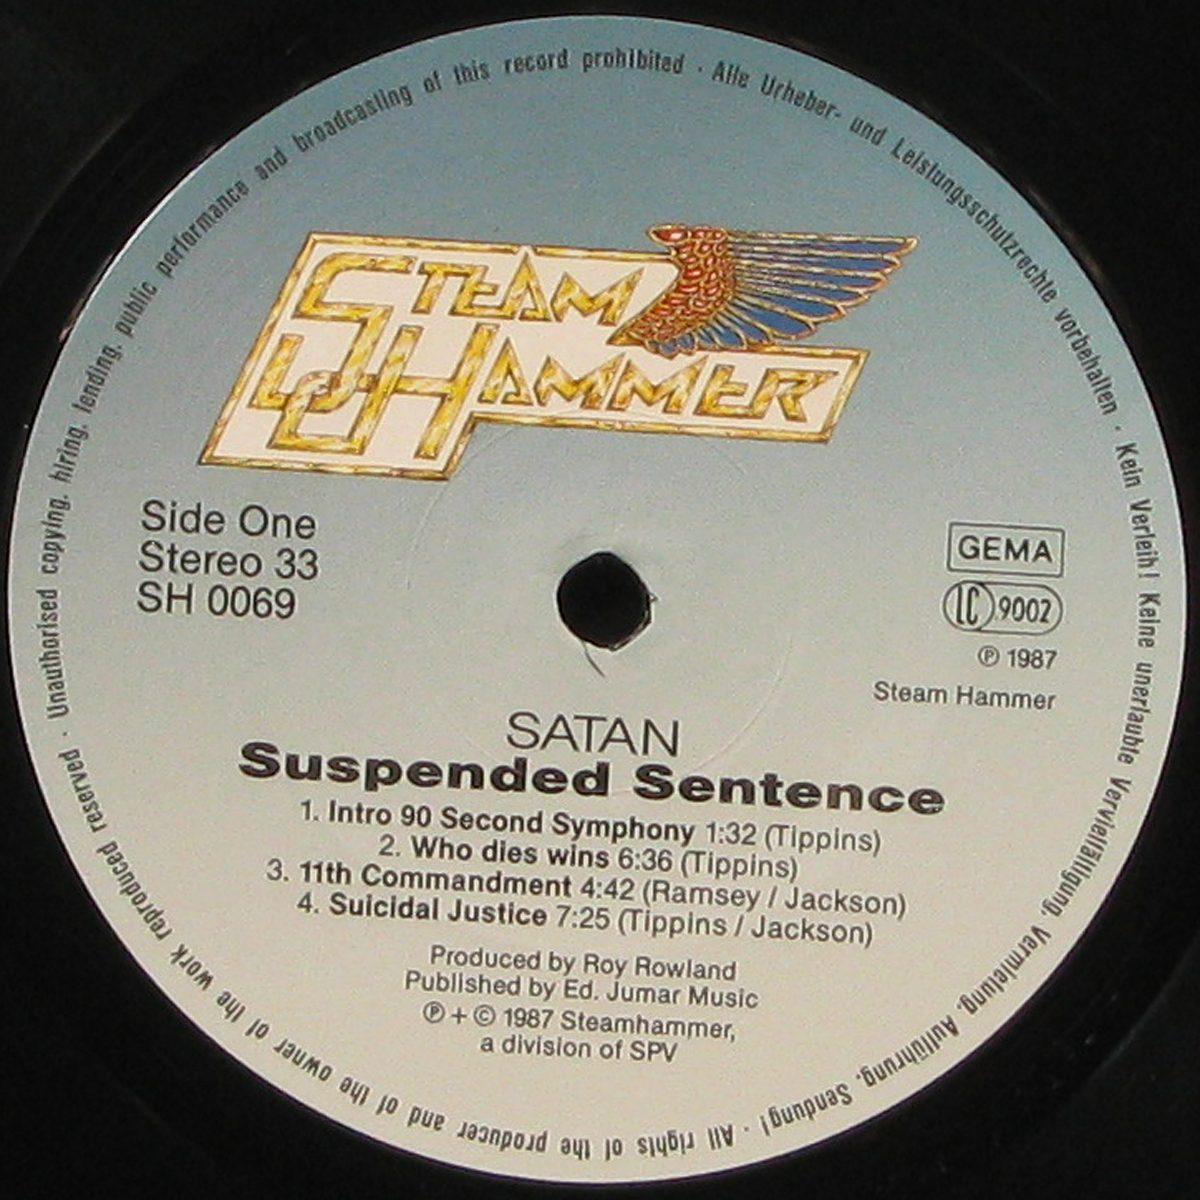 Unauthorised copying, hiring, lending, public performance and broadcasting of this record prohibited · Alle Urheber- und Leistungsschutzrechte vorbehalten · Kein Verleih! Keine unerlaubte Vervielfältigung, Vermietung, Aufführung, Sendung! · All rights of the producer and of the owner of the work reproduced reserved ·
STEAM
HAMMER
Side One
Stereo 33
SH 0069
GEMA
LC 9002
℗ 1987
Steam Hammer
SATAN
Suspended Sentence
1. Intro 90 Second Symphony 1:32 (Tippins)
2. Who dies wins 6:36 (Tippins)
3. 11th Commandment 4:42 (Ramsey / Jackson)
4. Suicidal Justice 7:25 (Tippins / Jackson)
Produced by Roy Rowland
Published by Ed. Jumar Music
℗ + © 1987 Steamhammer,
a division of SPV